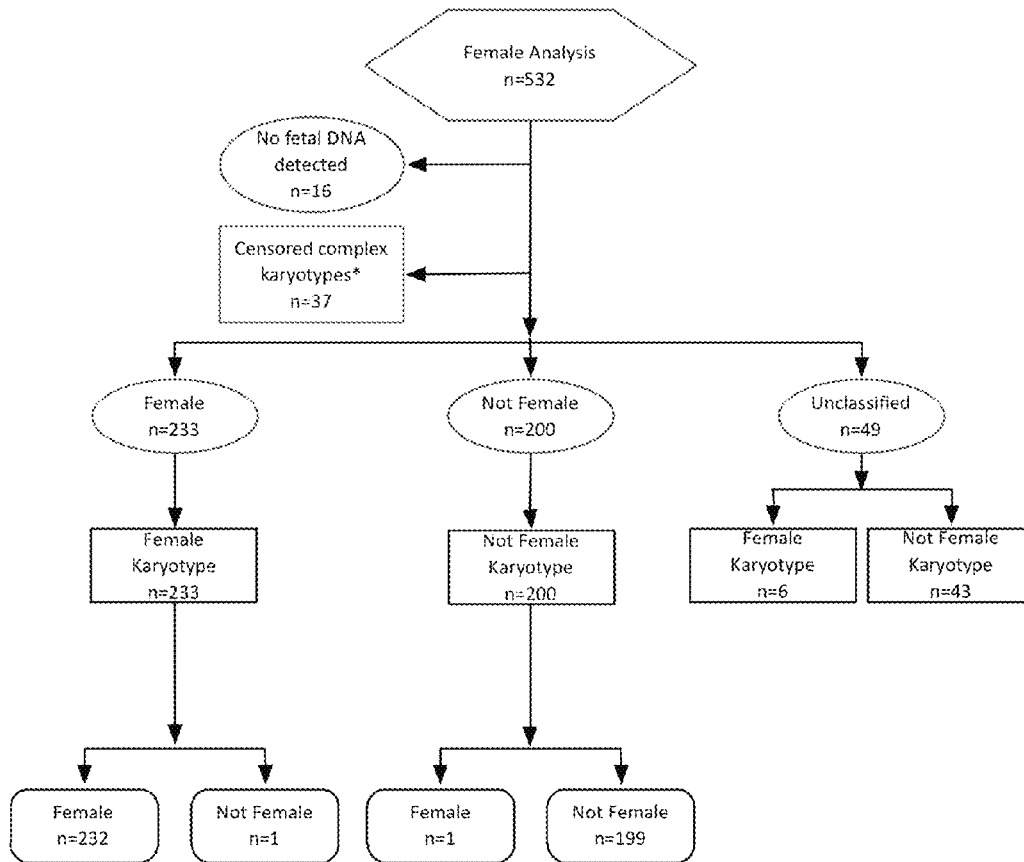 Female Analysis
n=532
No fetal DNA
detected
n=16
Censored complex
karyotypes*
n=37
Female
n=233
Not Female
n=200
Unclassified
n=49
Female
Karyotype
n=233
Not Female
Karyotype
n=200
Female
Karyotype
n=6
Not Female
Karyotype
n=43
Female
n=232
Not Female
n=1
Female
n=1
Not Female
n=199